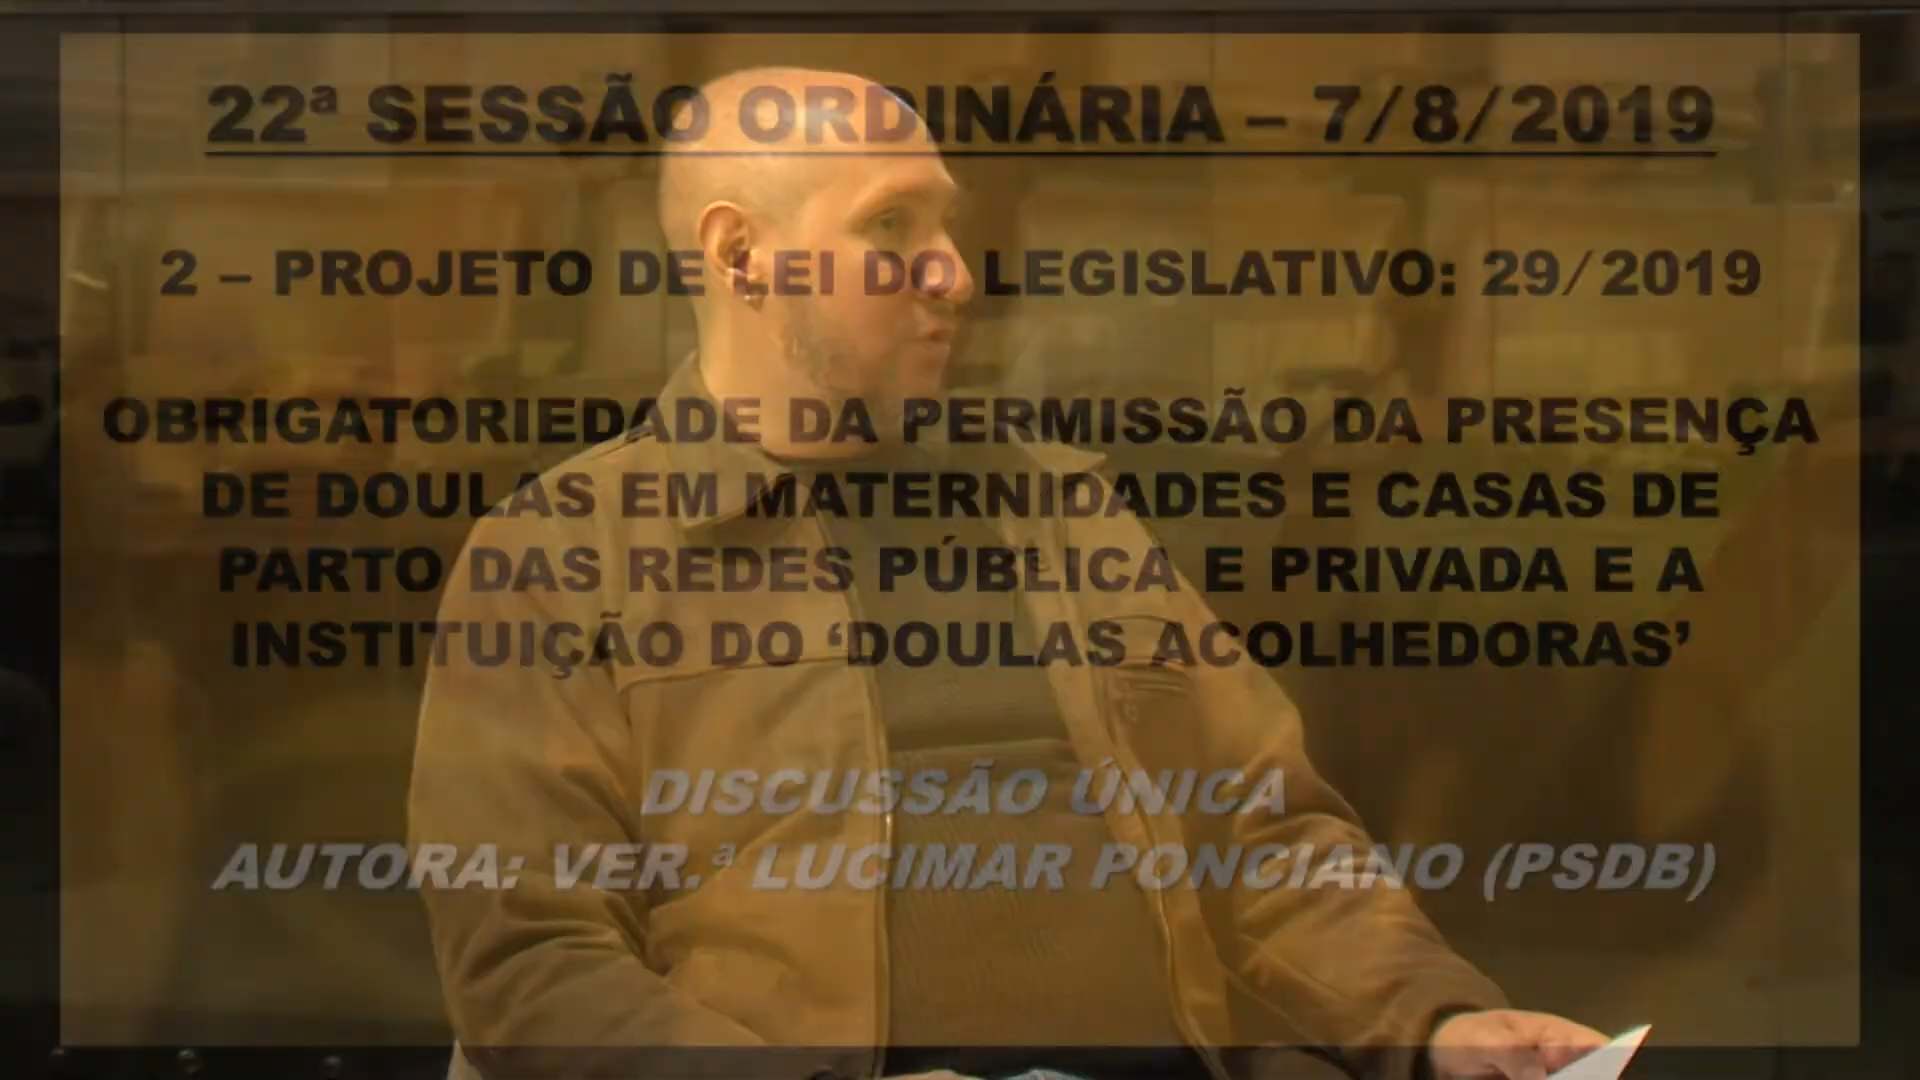 22ª SESSÃO ORDINÁRIA – 7/8/2019
2 – PROJETO DE LEI DO LEGISLATIVO: 29/2019
OBRIGATORIEDADE DA PERMISSÃO DA PRESENÇA
DE DOULAS EM MATERNIDADES E CASAS DE
PARTO DAS REDES PÚBLICA E PRIVADA E A
INSTITUIÇÃO DO ‘DOULAS ACOLHEDORAS’
DISCUSSÃO ÚNICA
AUTORA: VER.ª LUCIMAR PONCIANO (PSDB)